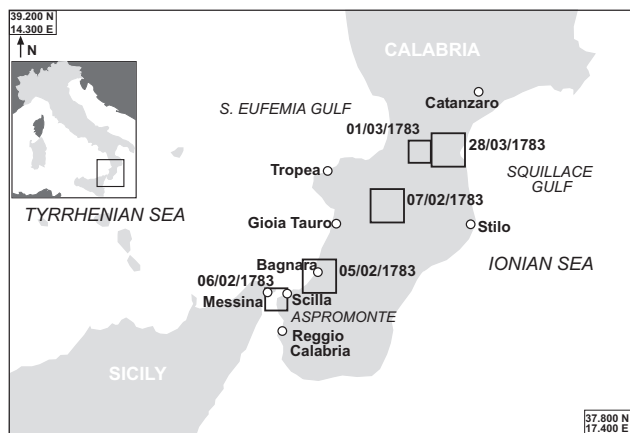 39.200 N
14.300 E
N
CALABRIA
Catanzaro
S. EUFEMIA GULF
01/03/1783
28/03/1783
SQUILLACE
GULF
Tropea
07/02/1783
TYRRHENIAN SEA
Gioia Tauro
Stilo
IONIAN SEA
Bagnara
05/02/1783
06/02/1783
Messina
Scilla
ASPROMONTE
Reggio
Calabria
SICILY
37.800 N
17.400 E